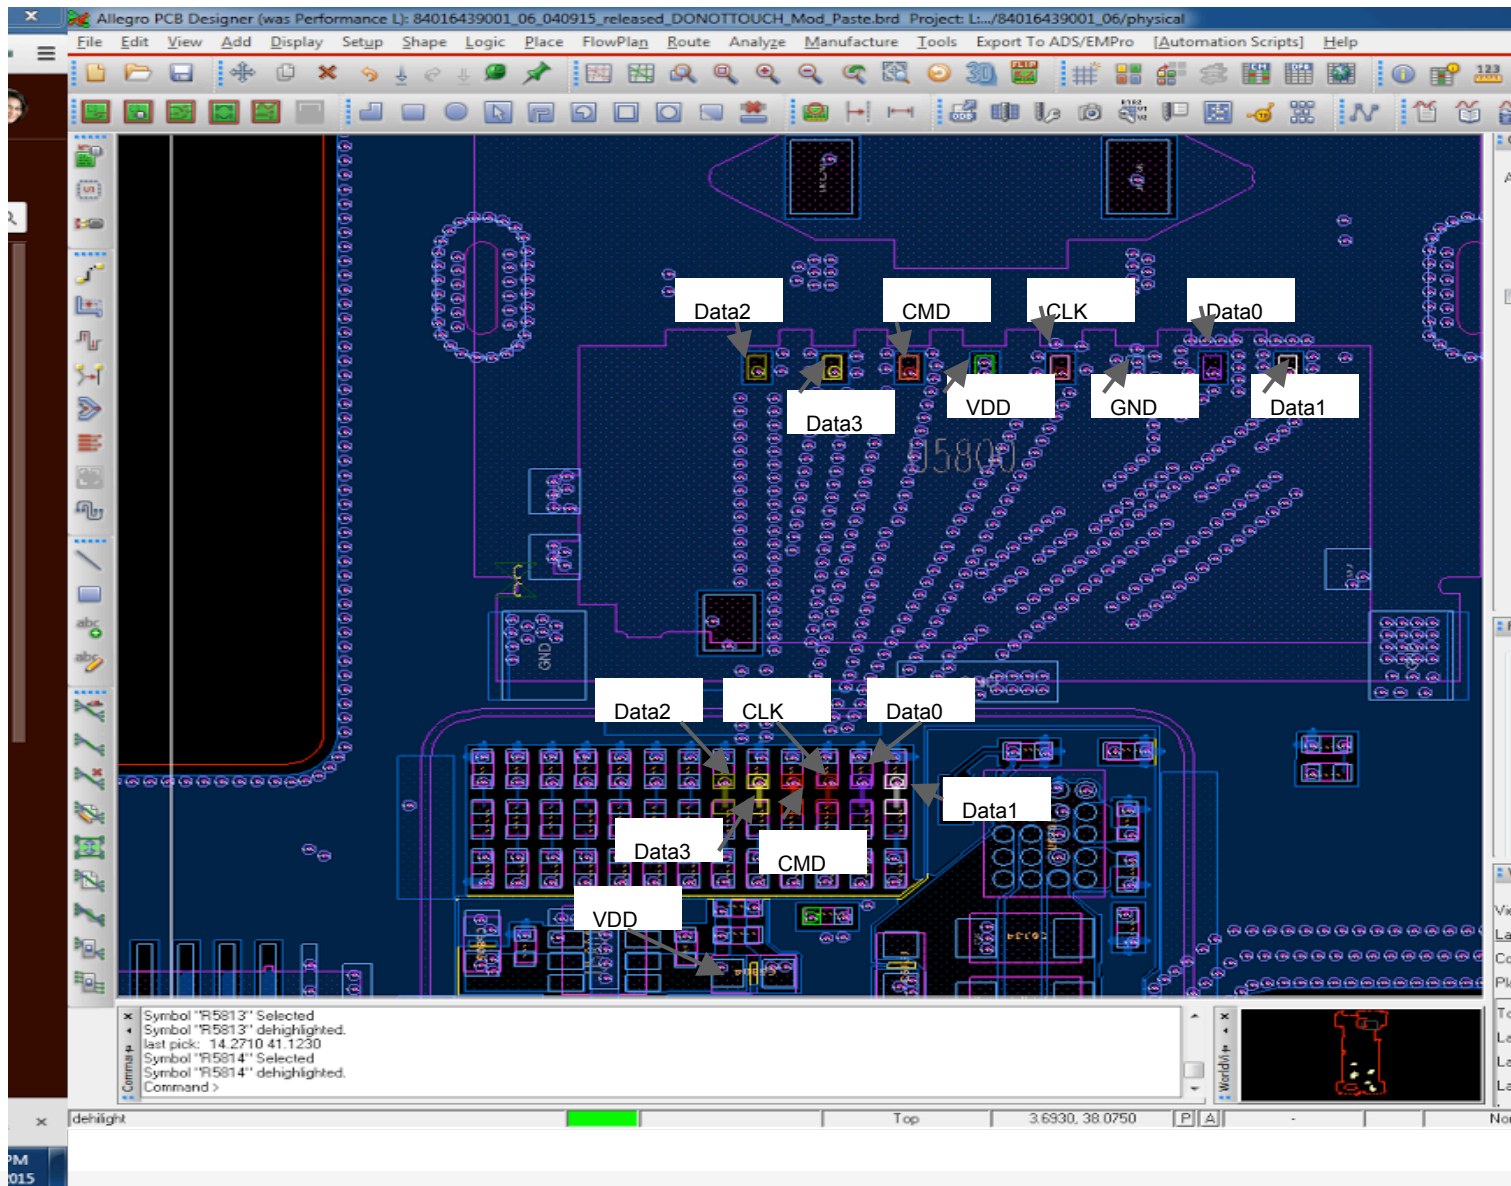 Allegro PCB Designer (was Performance L): 84016439001_06_040915_released_DONOTTOUCH_Mod_Paste.brd Project: L:.../84016439001_06/physical
File Edit View Add Display Setup Shape Logic Place FlowPlan Route Analyze Manufacture Tools Export To ADS/EMPro [Automation Scripts] Help
Data2
CMD
CLK
Data0
Data3
VDD
GND
Data1
U5800
GND
Data2
CLK
Data0
Data1
Data3
CMD
VDD
Symbol "R5813" Selected
Symbol "R5813" dehighlighted.
last pick: 14.2710 41.1230
Symbol "R5814" Selected
Symbol "R5814" dehighlighted.
Command >
dehilight
Top
3.6930, 38.0750
P
A
-
PM